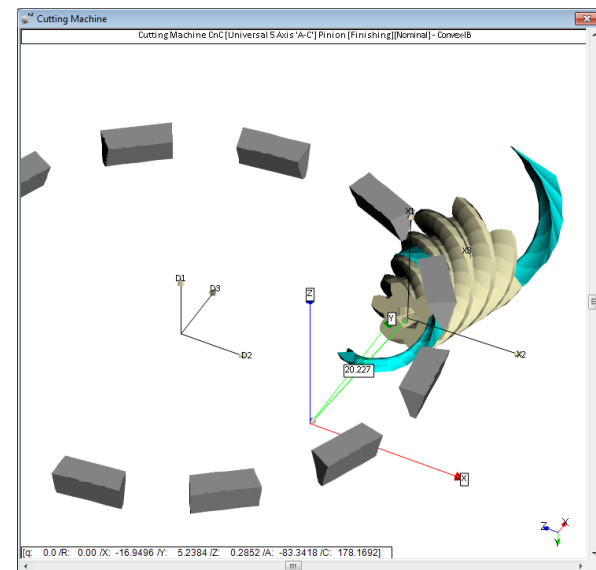 Cutting Machine
Cutting Machine CnC [Universal 5 Axis 'A-C'] Pinion [Finishing][Nominal] - Convex-IB
X1
X3
D1
D3
Z
Y
D2
X2
20.227
X
Z X
Y
[q: 0.0 /R: 0.00 /X: -16.9496 /Y: 5.2384 /Z: 0.2852 /A: -83.3418 /C: 178.1692]